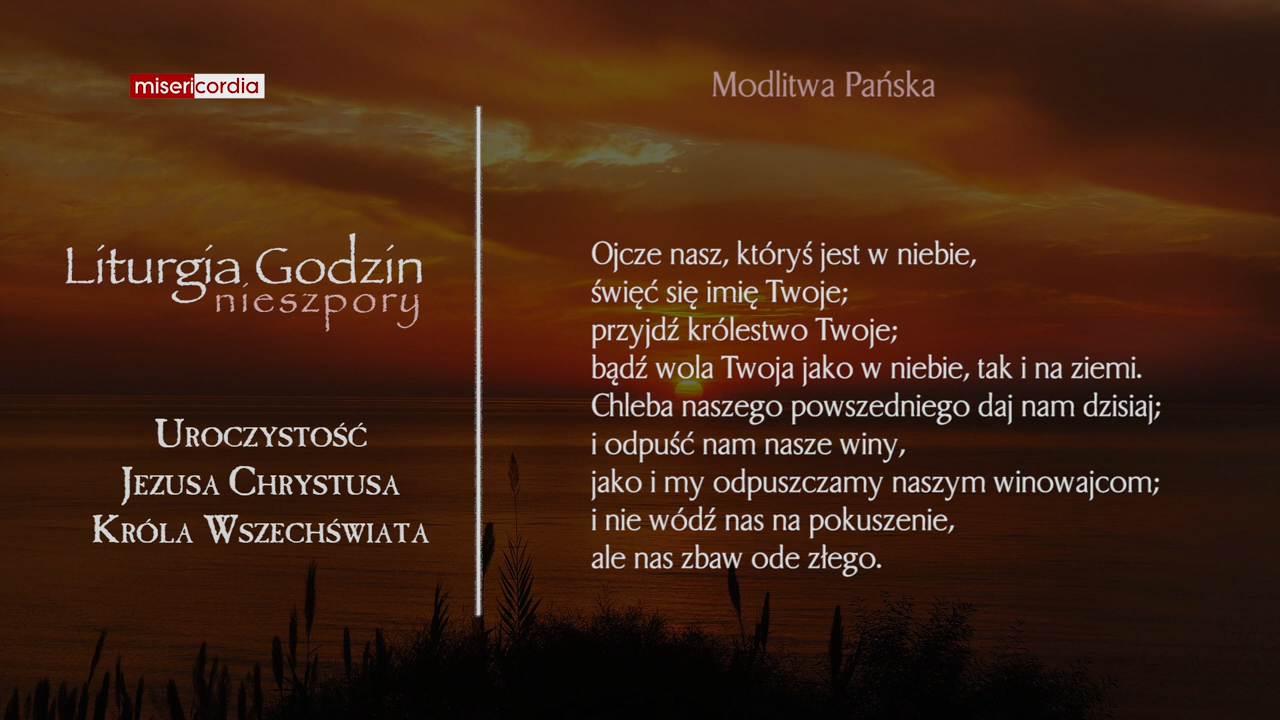 misericordia
Liturgia Godzin
nieszpory
Uroczystość
Jezusa Chrystusa
Króla Wszechświata
Modlitwa Pańska
Ojcze nasz, któryś jest w niebie,
święć się imię Twoje;
przyjdź królestwo Twoje;
bądź wola Twoja jako w niebie, tak i na ziemi.
Chleba naszego powszedniego daj nam dzisiaj;
i odpuść nam nasze winy,
jako i my odpuszczamy naszym winowajcom;
i nie wódź nas na pokuszenie,
ale nas zbaw ode złego.